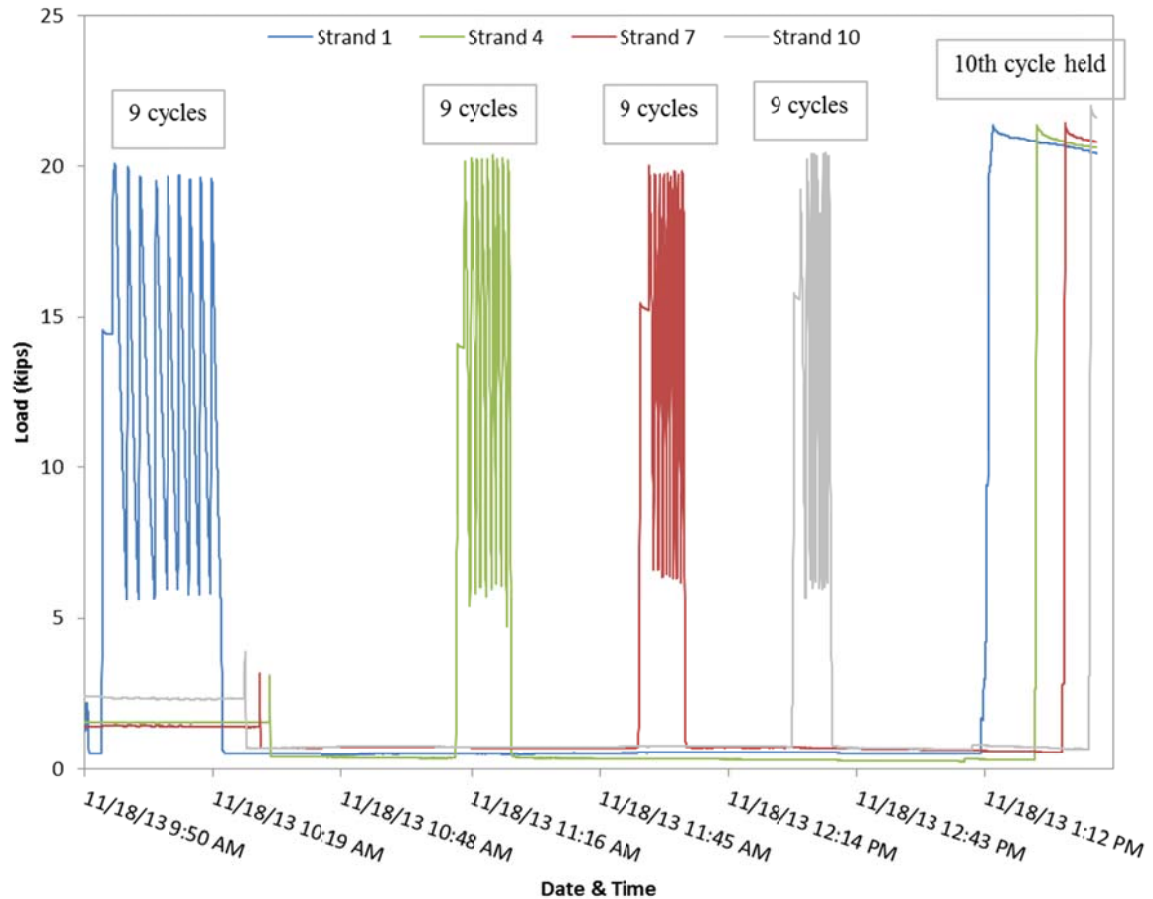 25
Strand 1 Strand 4 Strand 7 Strand 10
10th cycle held
9 cycles 9 cycles 9 cycles 9 cycles
20
15
10
5
0
Load (kips)
11/18/13 9:50 AM
11/18/13 10:19 AM
11/18/13 10:48 AM
11/18/13 11:16 AM
11/18/13 11:45 AM
11/18/13 12:14 PM
11/18/13 12:43 PM
11/18/13 1:12 PM
Date & Time